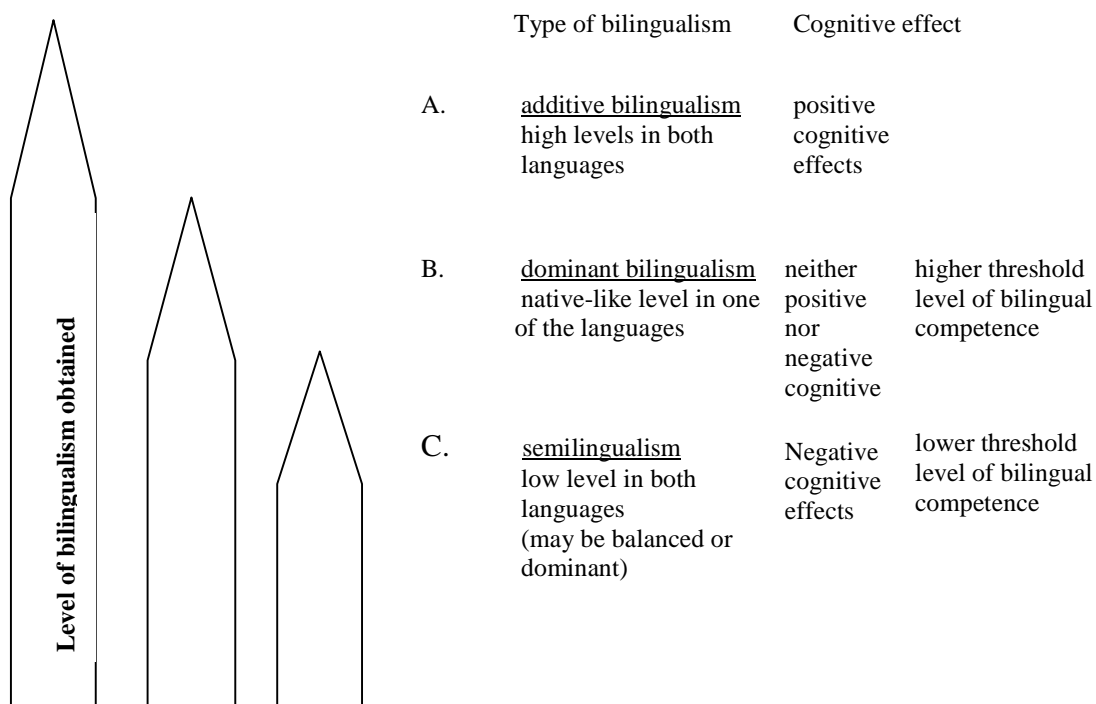 Type of bilingualism Cognitive effect
A.
additive bilingualism
high levels in both
languages
positive
cognitive
effects
B.
dominant bilingualism
native-like level in one
of the languages
neither
positive
nor
negative
cognitive
higher threshold
level of bilingual
competence
C.
semilingualism
low level in both
languages
(may be balanced or
dominant)
Negative
cognitive
effects
lower threshold
level of bilingual
competence
Level of bilingualism obtained